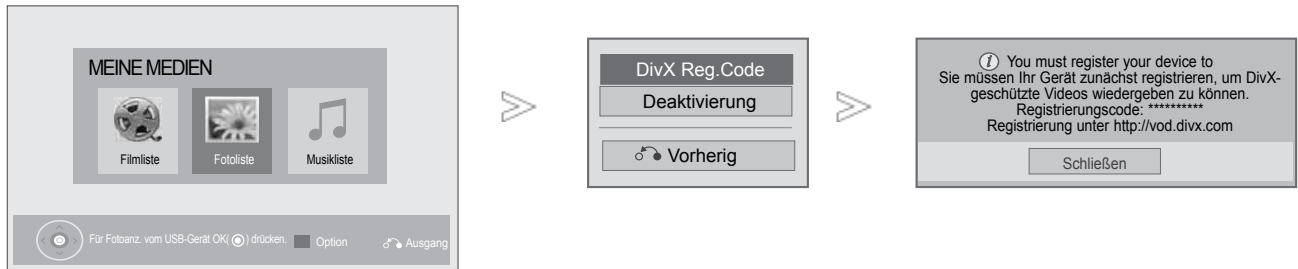 MEINE MEDIEN
Filmliste
Fotoliste
Musikliste
Für Fotoanz. vom USB-Gerät OK(◉) drücken. Option Ausgang
DivX Reg.Code
Deaktivierung
Vorherig
i You must register your device to
Sie müssen Ihr Gerät zunächst registrieren, um DivX-
geschützte Videos wiedergeben zu können.
Registrierungscode: **********
Registrierung unter http://vod.divx.com
Schließen